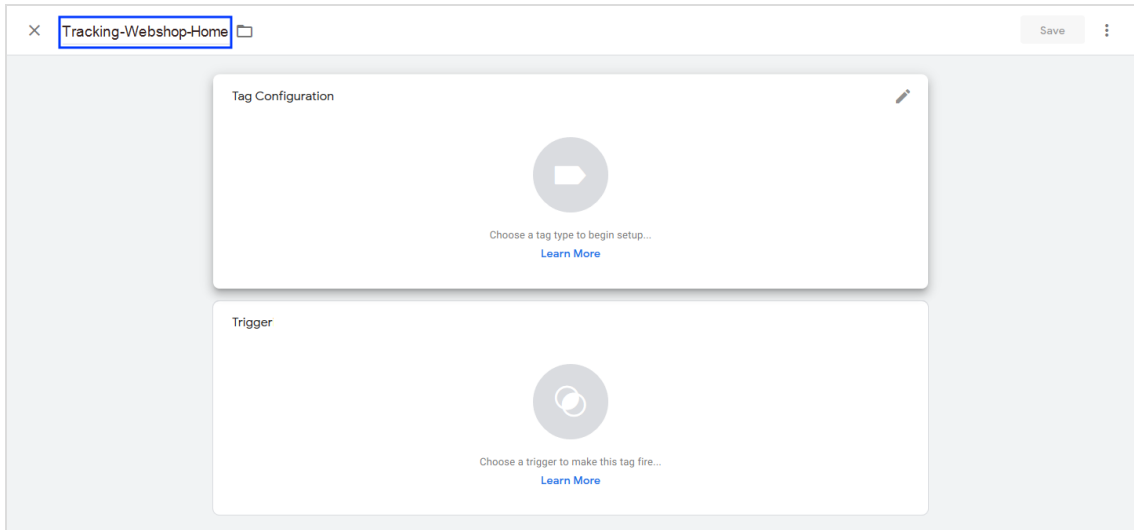 Tracking-Webshop-Home
Save
Tag Configuration
Choose a tag type to begin setup...
Learn More
Trigger
Choose a trigger to make this tag fire...
Learn More